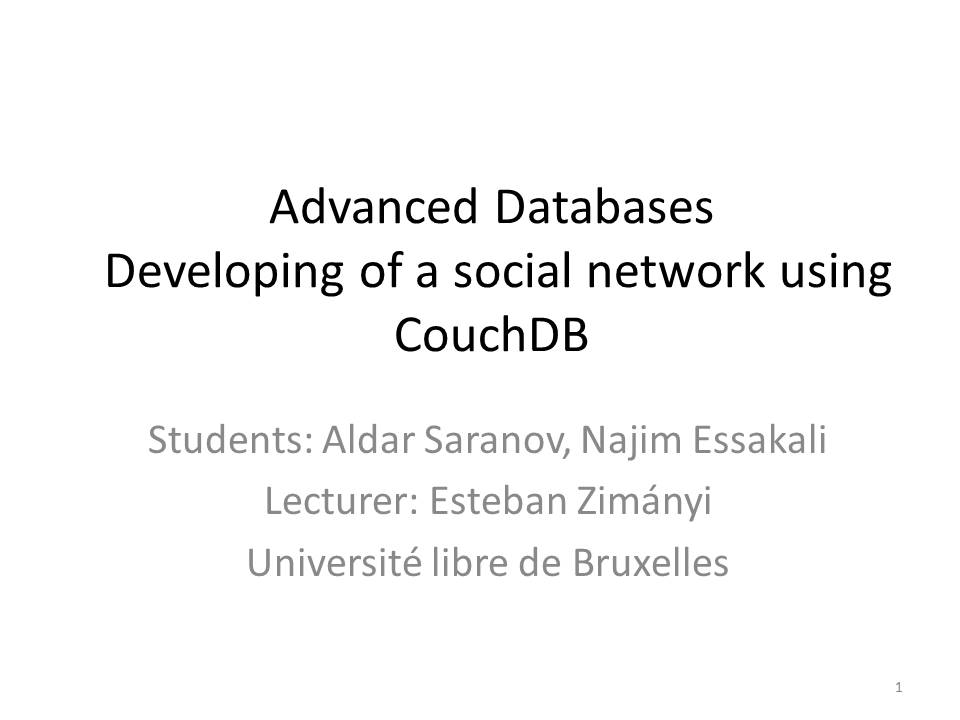 Advanced Databases
Developing of a social network using
CouchDB
Students: Aldar Saranov, Najim Essakali
Lecturer: Esteban Zimányi
Université libre de Bruxelles
1